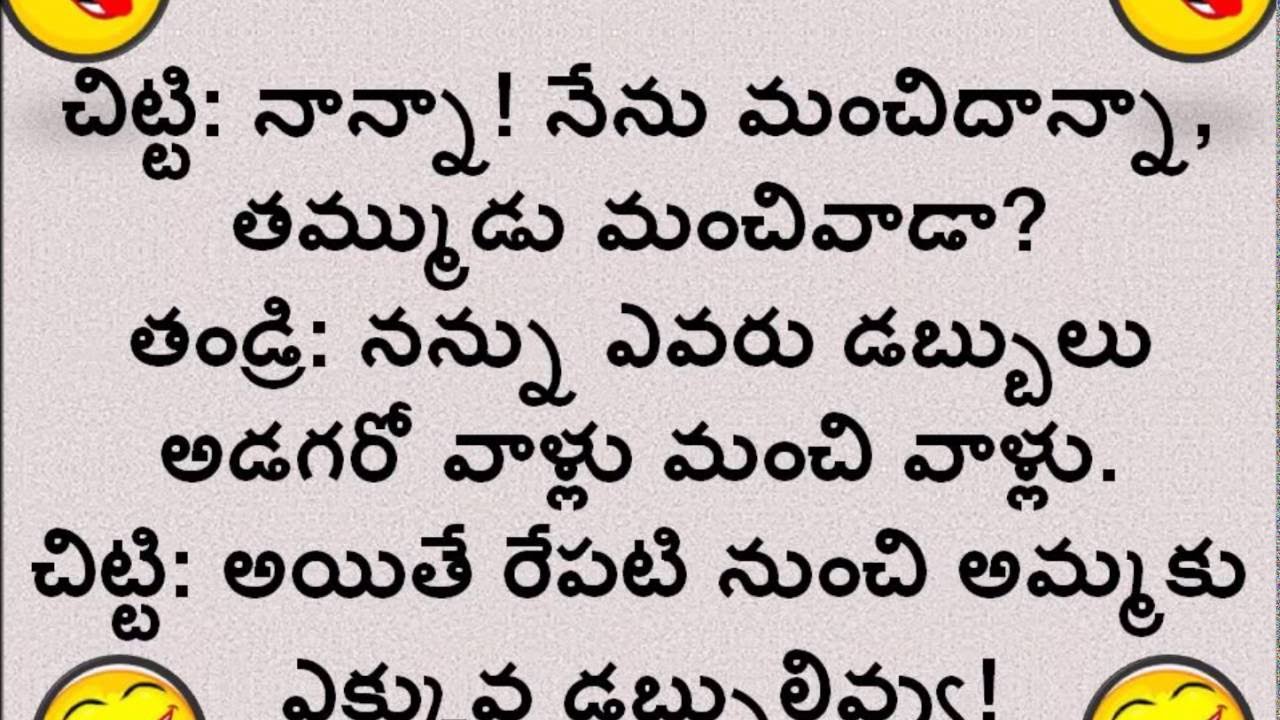 చిట్టి: నాన్నా! నేను మంచిదాన్నా,
తమ్ముడు మంచివాడా?
తండ్రి: నన్ను ఎవరు డబ్బులు
అడగరో వాళ్లు మంచి వాళ్లు.
చిట్టి: అయితే రేపటి నుంచి అమ్మకు
ఎక్కువ డబ్బులివ్వు!